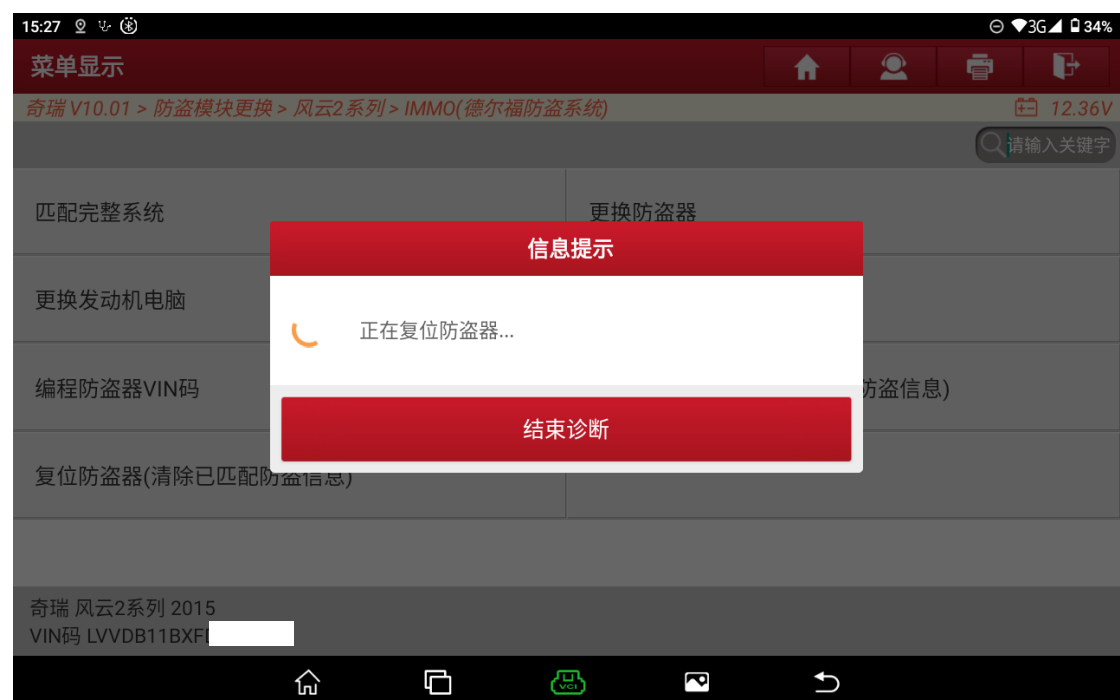 15:27
3G 34%
菜单显示
奇瑞 V10.01 > 防盗模块更换 > 风云2系列 > IMMO(德尔福防盗系统)
12.36V
请输入关键字
匹配完整系统
更换防盗器
信息提示
更换发动机电脑
正在复位防盗器...
编程防盗器VIN码
防盗信息)
结束诊断
复位防盗器(清除已匹配防盗信息)
奇瑞 风云2系列 2015
VIN码 LVVDB11BXF
VCI